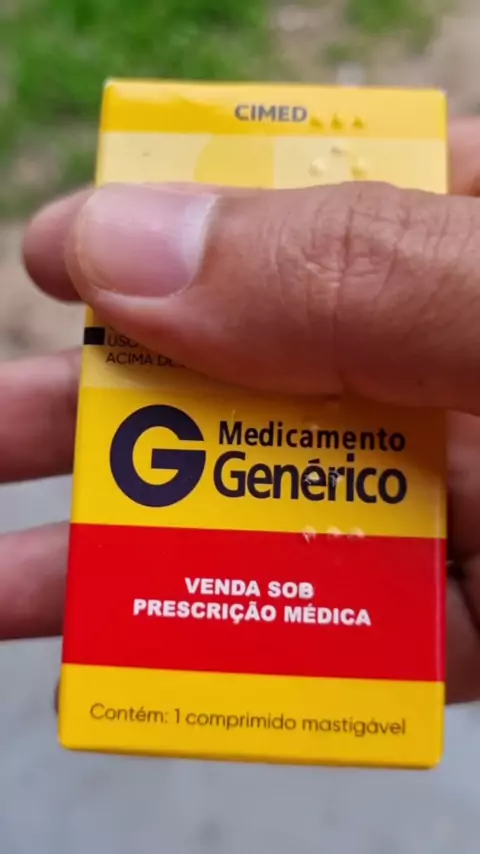 CIMED
USO
ACIMA DE
G Medicamento
Genérico
VENDA SOB
PRESCRIÇÃO MÉDICA
Contém: 1 comprimido mastigável